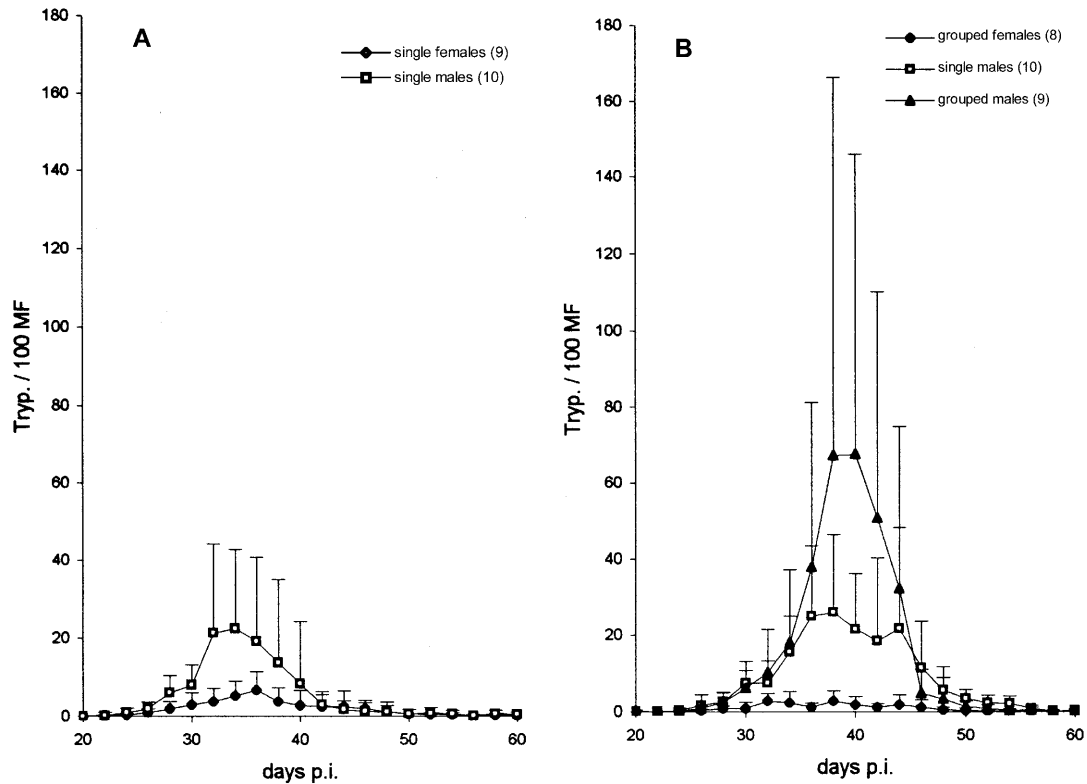 A
single females (9)
single males (10)
Tryp. / 100 MF
180
160
140
120
100
80
60
40
20
0
20
30
40
50
60
days p.i.
B
grouped females (8)
single males (10)
grouped males (9)
Tryp. / 100 MF
180
160
140
120
100
80
60
40
20
0
20
30
40
50
60
days p.i.